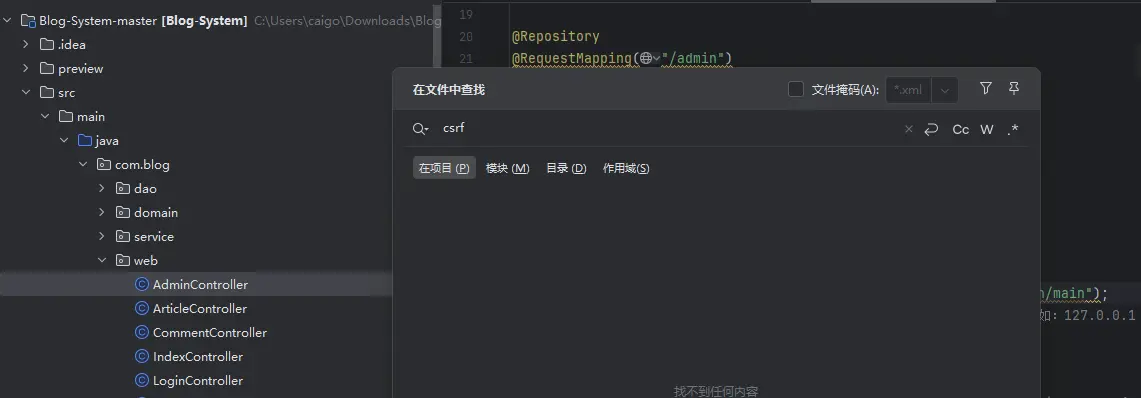 Blog-System-master [Blog-System] C:\Users\caigo\Downloads\Blog
.idea
preview
src
main
java
com.blog
dao
domain
service
web
AdminController
ArticleController
CommentController
IndexController
LoginController
19
20 @Repository
21 @RequestMapping("/admin")
在文件中查找
文件掩码(A): *.xml
csrf
Cc W .*
在项目 (P) 模块 (M) 目录 (D) 作用域(S)
找不到任何内容
n/main");
如：127.0.0.1